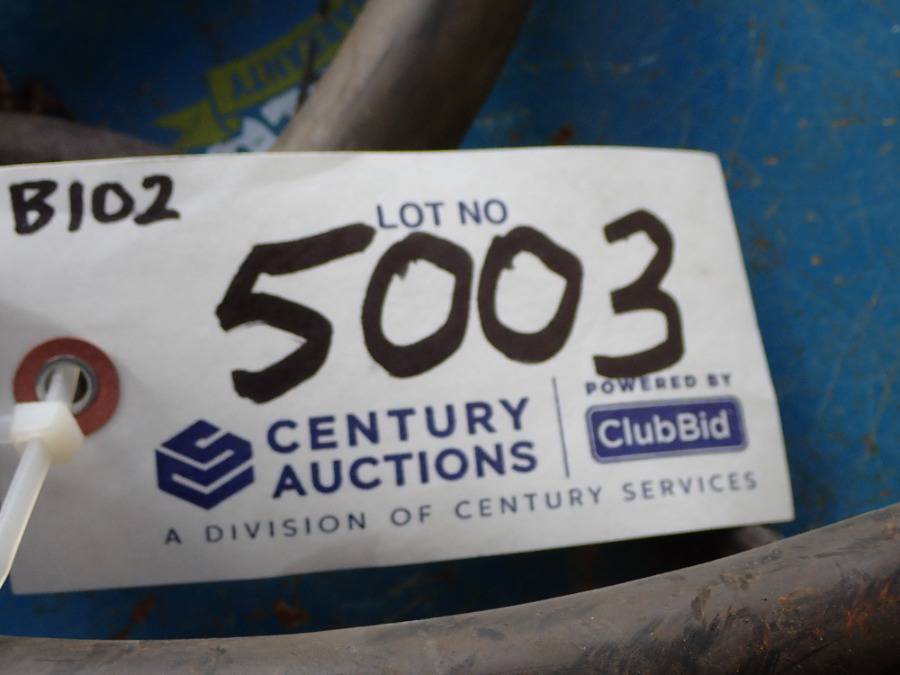 B102
LOT NO
5003
CENTURY
AUCTIONS
POWERED BY
ClubBid
A DIVISION OF CENTURY SERVICES